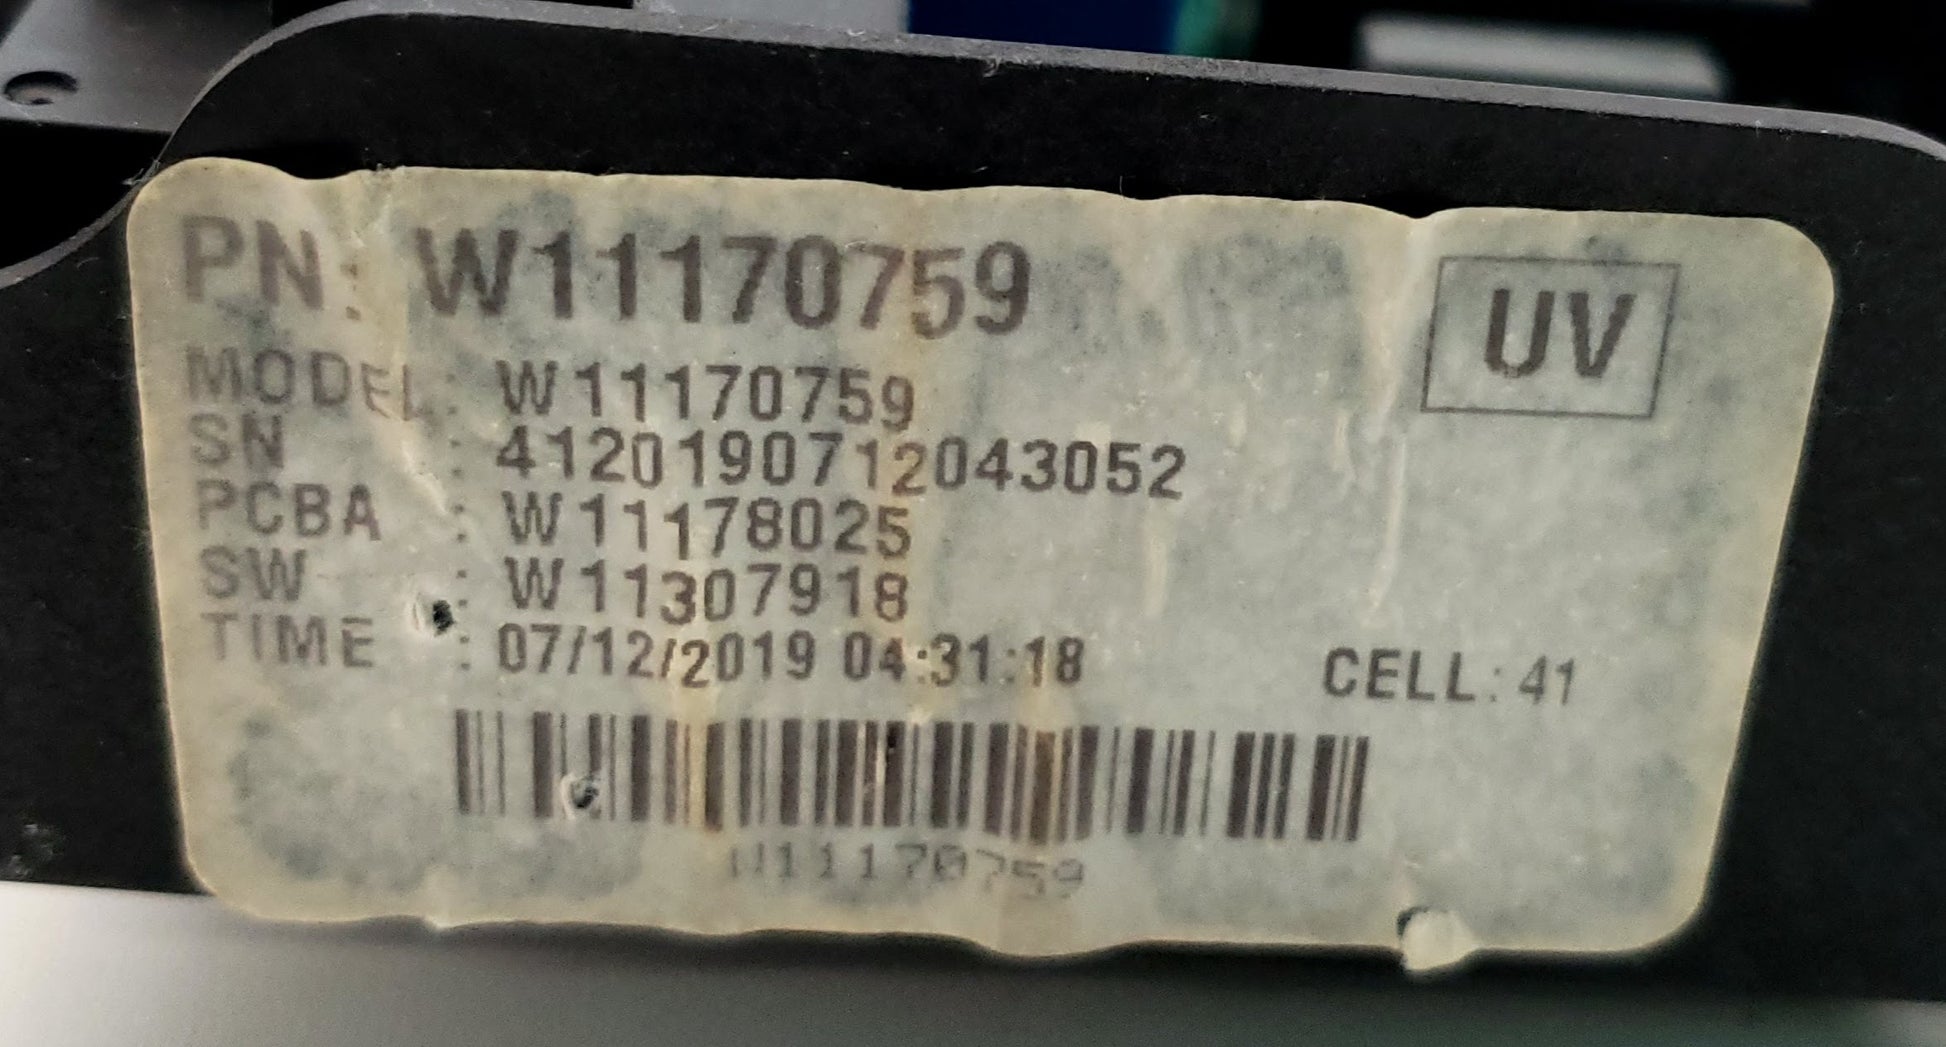 PN: W11170759
UV
MODEL: W11170759
SN : 4120190712043052
PCBA : W11178025
SW : W11307918
TIME : 07/12/2019 04:31:18
CELL: 41
W11170759